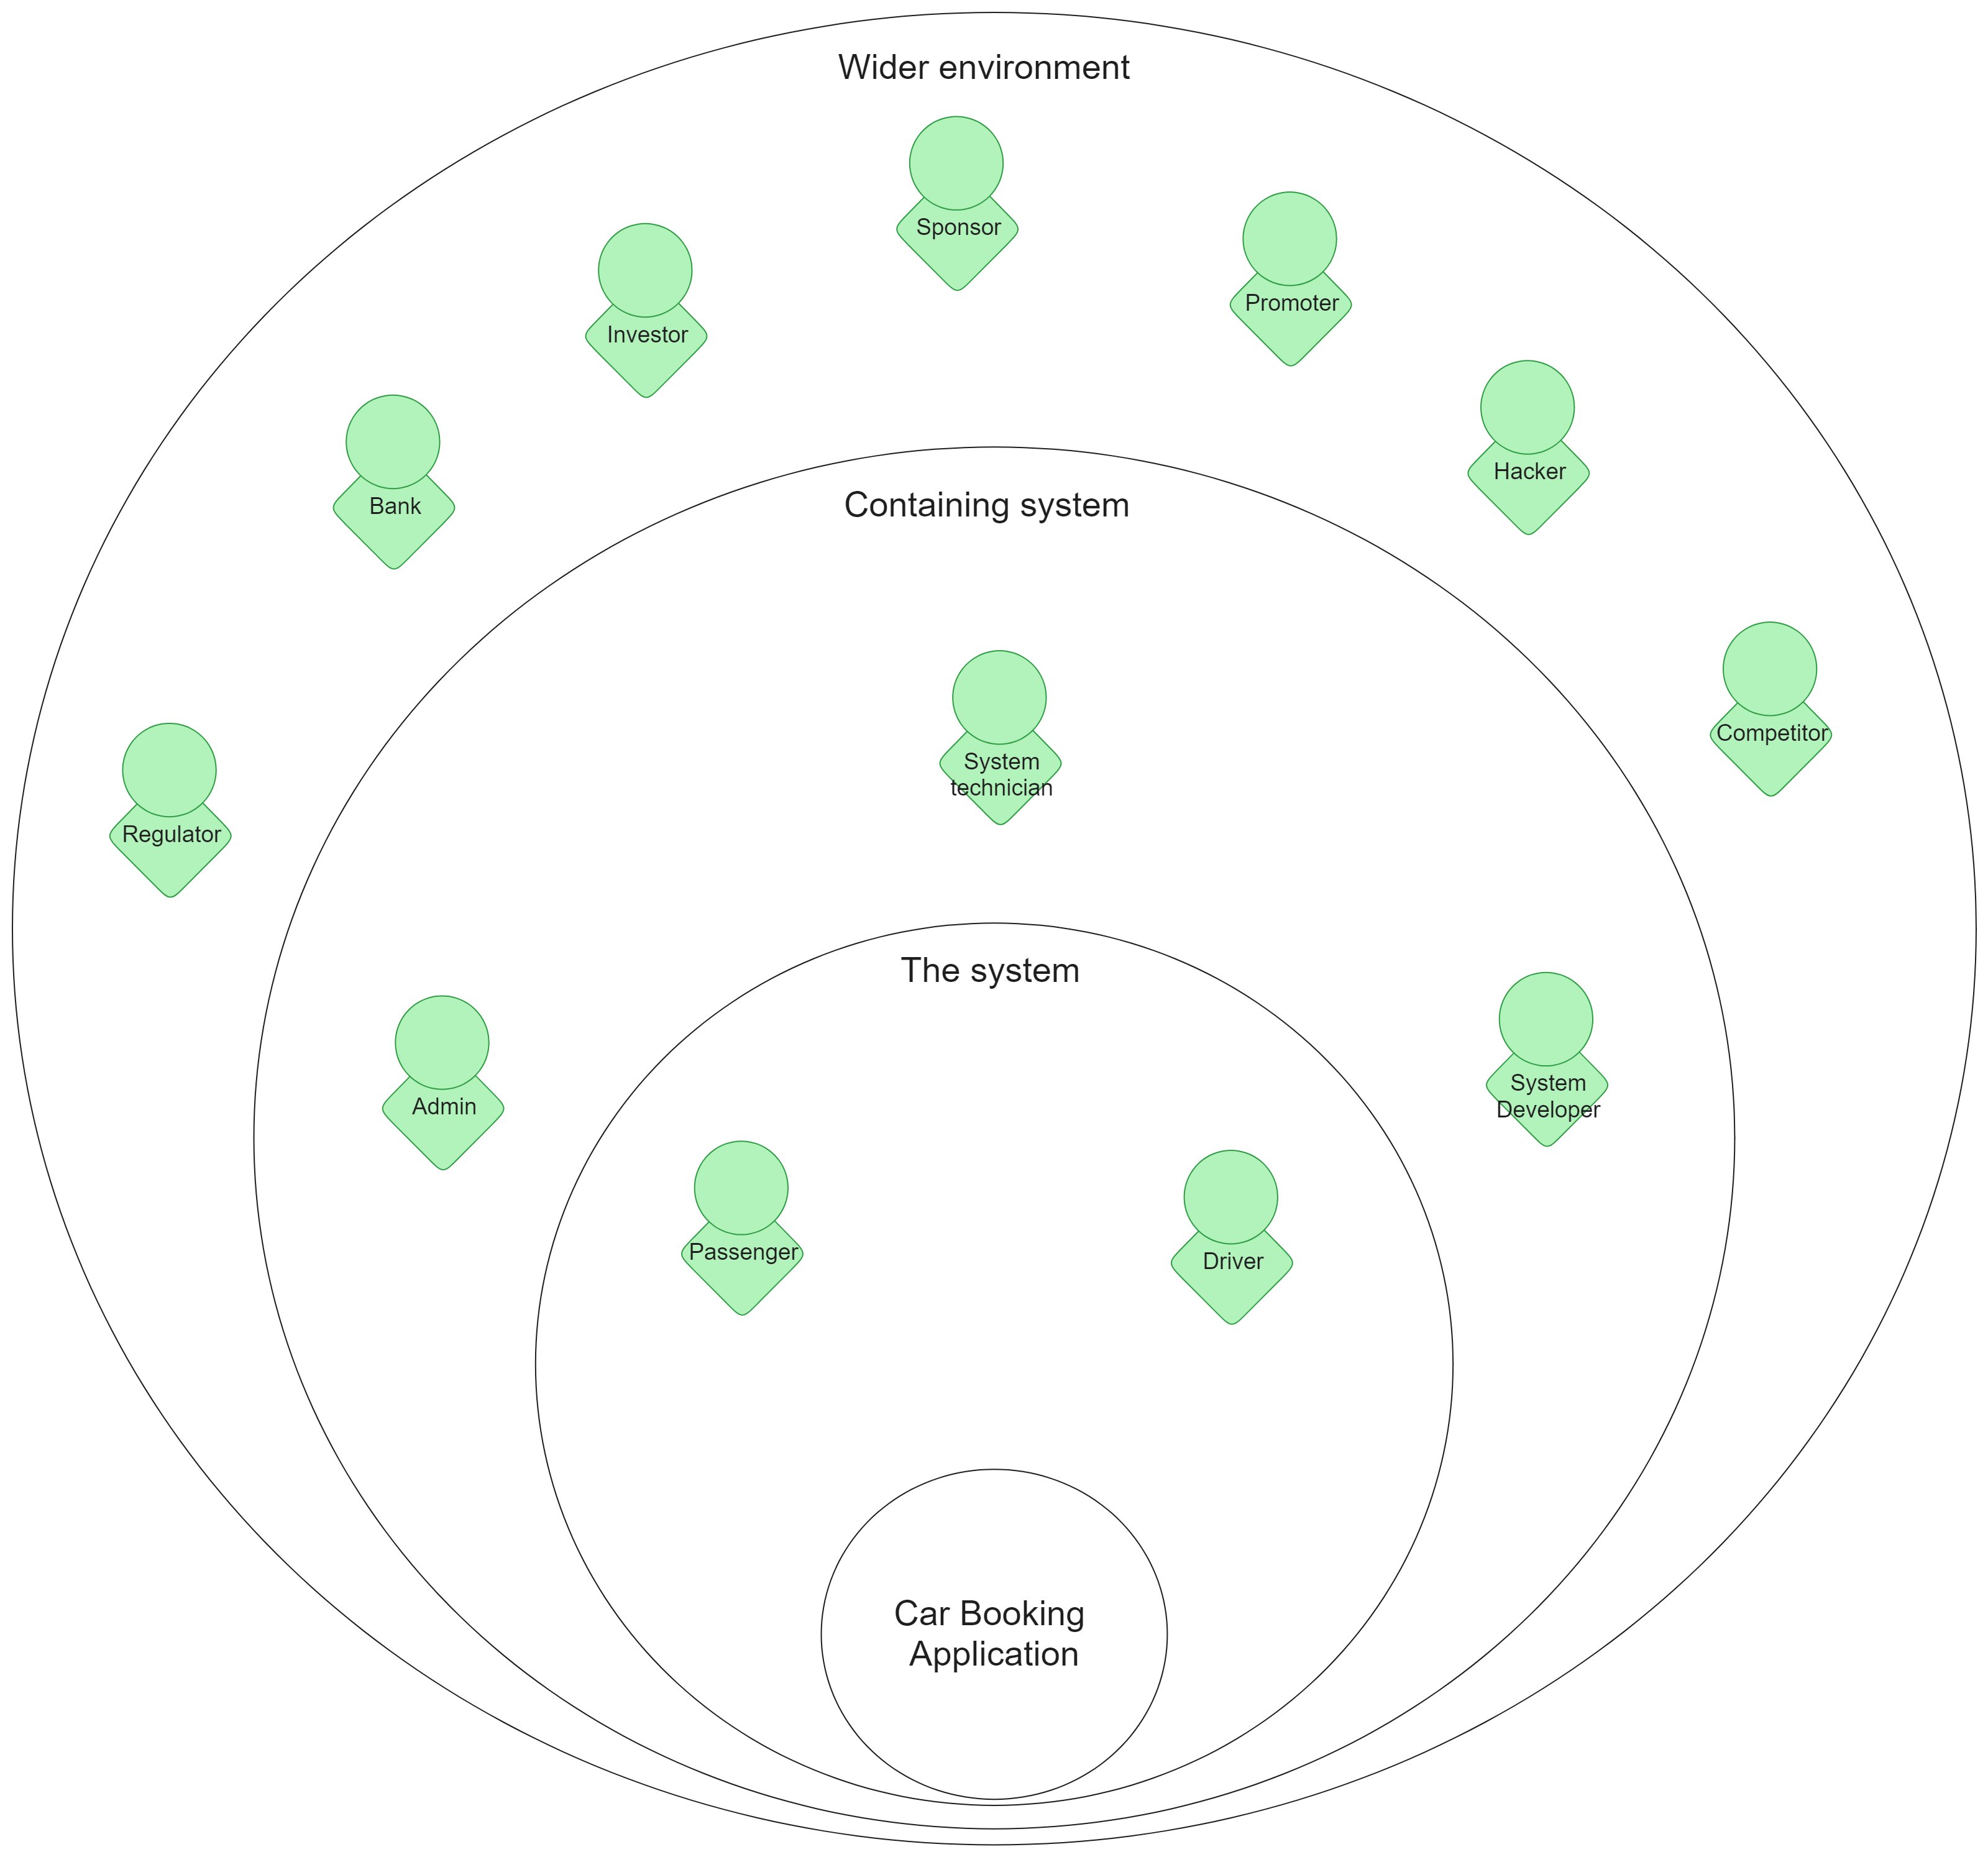 Wider environment
Sponsor
Promoter
Investor
Hacker
Bank
Containing system
Competitor
System
technician
Regulator
The system
System
Developer
Admin
Passenger
Driver
Car Booking
Application